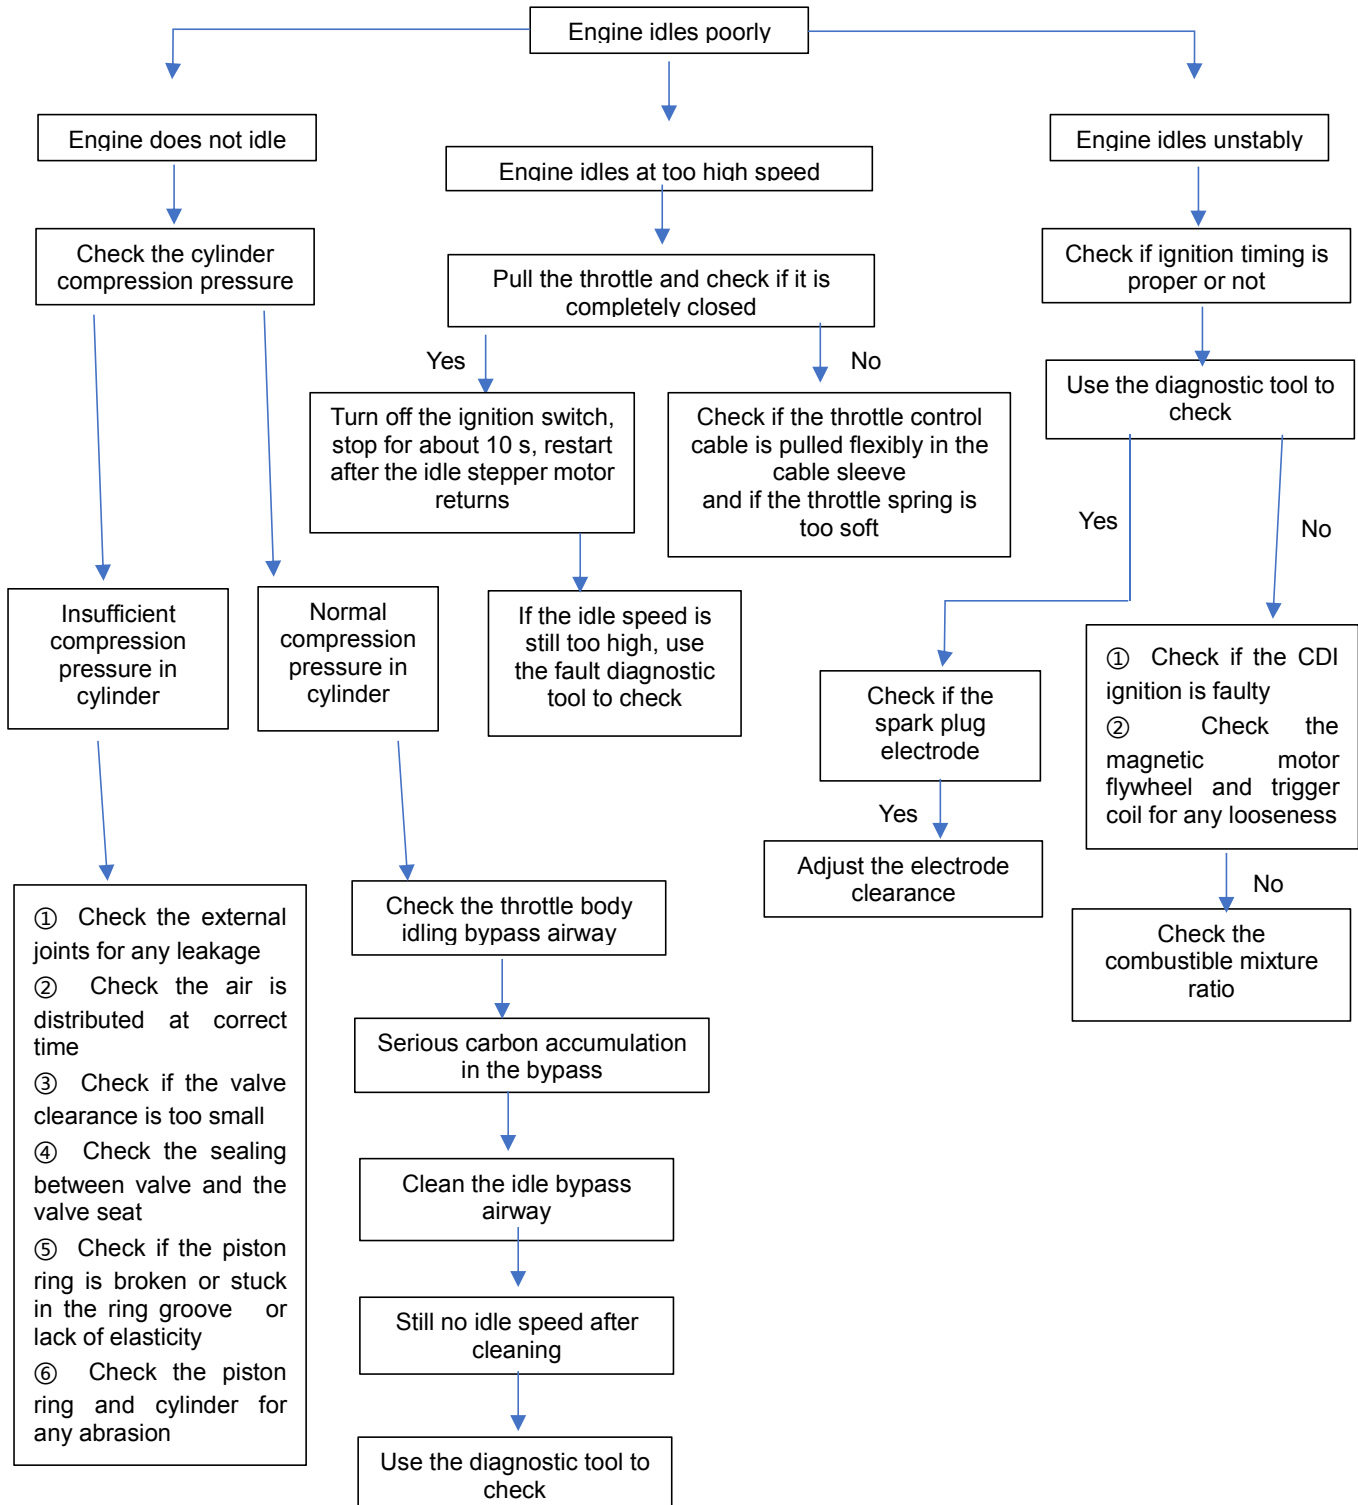 Engine idles poorly
Engine does not idle
Engine idles at too high speed
Engine idles unstably
Check the cylinder
compression pressure
Pull the throttle and check if it is
completely closed
Check if ignition timing is
proper or not
Yes
No
Use the diagnostic tool to
check
Turn off the ignition switch,
stop for about 10 s, restart
after the idle stepper motor
returns
Check if the throttle control
cable is pulled flexibly in the
cable sleeve
and if the throttle spring is
too soft
Yes
No
Insufficient
compression
pressure in
cylinder
Normal
compression
pressure in
cylinder
If the idle speed is
still too high, use
the fault diagnostic
tool to check
Check if the
spark plug
electrode
① Check if the CDI
ignition is faulty
② Check the
magnetic motor
flywheel and trigger
coil for any looseness
Yes
Adjust the electrode
clearance
No
Check the
combustible mixture
ratio
① Check the external
joints for any leakage
② Check the air is
distributed at correct
time
③ Check if the valve
clearance is too small
④ Check the sealing
between valve and the
valve seat
⑤ Check if the piston
ring is broken or stuck
in the ring groove or
lack of elasticity
⑥ Check the piston
ring and cylinder for
any abrasion
Check the throttle body
idling bypass airway
Serious carbon accumulation
in the bypass
Clean the idle bypass
airway
Still no idle speed after
cleaning
Use the diagnostic tool to
check